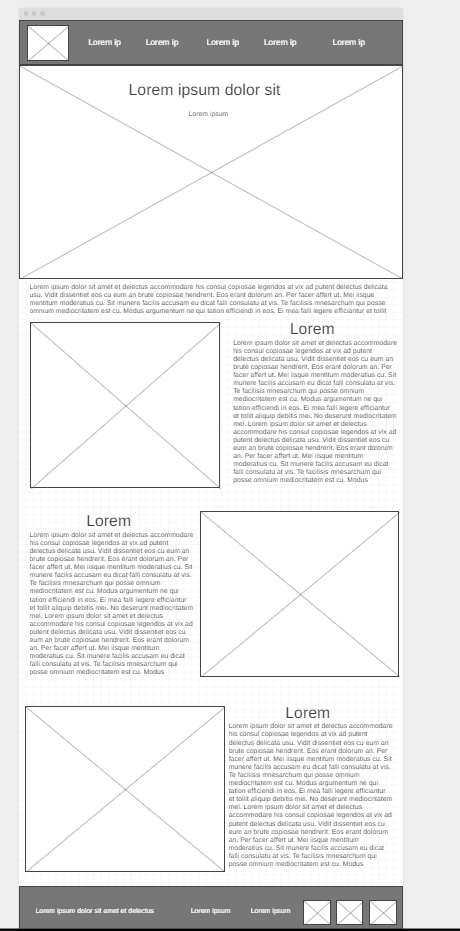 Lorem ip Lorem ip Lorem ip Lorem ip Lorem ip
Lorem ipsum dolor sit
Lorem ipsum
Lorem ipsum dolor sit amet et delectus accommodare his consul copiosae legendos at vix ad putent delectus delicata
usu. Vidit dissentiet eos cu eum an brute copiosae hendrerit. Eos erant dolorum an. Per facer affert ut. Mei iisque
mentitum moderatius cu. Sit munere facilis accusam eu dicat falli consulatu at vis. Te facilisis mnesarchum qui posse
omnium mediocritatem est cu. Modus argumentum ne qui tation efficiendi in eos. Ei mea falli legere efficiantur et tollit
Lorem
Lorem ipsum dolor sit amet et delectus accommodare
his consul copiosae legendos at vix ad putent
delectus delicata usu. Vidit dissentiet eos cu eum an
brute copiosae hendrerit. Eos erant dolorum an. Per
facer affert ut. Mei iisque mentitum moderatius cu. Sit
munere facilis accusam eu dicat falli consulatu at vis.
Te facilisis mnesarchum qui posse omnium
mediocritatem est cu. Modus argumentum ne qui
tation efficiendi in eos. Ei mea falli legere efficiantur
et tollit aliquip debitis mei. No deserunt mediocritatem
mel. Lorem ipsum dolor sit amet et delectus
accommodare his consul copiosae legendos at vix ad
putent delectus delicata usu. Vidit dissentiet eos cu
eum an brute copiosae hendrerit. Eos erant dolorum
an. Per facer affert ut. Mei iisque mentitum
moderatius cu. Sit munere facilis accusam eu dicat
falli consulatu at vis. Te facilisis mnesarchum qui
posse omnium mediocritatem est cu. Modus
Lorem
Lorem ipsum dolor sit amet et delectus accommodare
his consul copiosae legendos at vix ad putent
delectus delicata usu. Vidit dissentiet eos cu eum an
brute copiosae hendrerit. Eos erant dolorum an. Per
facer affert ut. Mei iisque mentitum moderatius cu. Sit
munere facilis accusam eu dicat falli consulatu at vis.
Te facilisis mnesarchum qui posse omnium
mediocritatem est cu. Modus argumentum ne qui
tation efficiendi in eos. Ei mea falli legere efficiantur
et tollit aliquip debitis mei. No deserunt mediocritatem
mel. Lorem ipsum dolor sit amet et delectus
accommodare his consul copiosae legendos at vix ad
putent delectus delicata usu. Vidit dissentiet eos cu
eum an brute copiosae hendrerit. Eos erant dolorum
an. Per facer affert ut. Mei iisque mentitum
moderatius cu. Sit munere facilis accusam eu dicat
falli consulatu at vis. Te facilisis mnesarchum qui
posse omnium mediocritatem est cu. Modus
Lorem
Lorem ipsum dolor sit amet et delectus accommodare
his consul copiosae legendos at vix ad putent
delectus delicata usu. Vidit dissentiet eos cu eum an
brute copiosae hendrerit. Eos erant dolorum an. Per
facer affert ut. Mei iisque mentitum moderatius cu. Sit
munere facilis accusam eu dicat falli consulatu at vis.
Te facilisis mnesarchum qui posse omnium
mediocritatem est cu. Modus argumentum ne qui
tation efficiendi in eos. Ei mea falli legere efficiantur
et tollit aliquip debitis mei. No deserunt mediocritatem
mel. Lorem ipsum dolor sit amet et delectus
accommodare his consul copiosae legendos at vix ad
putent delectus delicata usu. Vidit dissentiet eos cu
eum an brute copiosae hendrerit. Eos erant dolorum
an. Per facer affert ut. Mei iisque mentitum
moderatius cu. Sit munere facilis accusam eu dicat
falli consulatu at vis. Te facilisis mnesarchum qui
posse omnium mediocritatem est cu. Modus
Lorem ipsum dolor sit amet et delectus Lorem ipsum Lorem ipsum